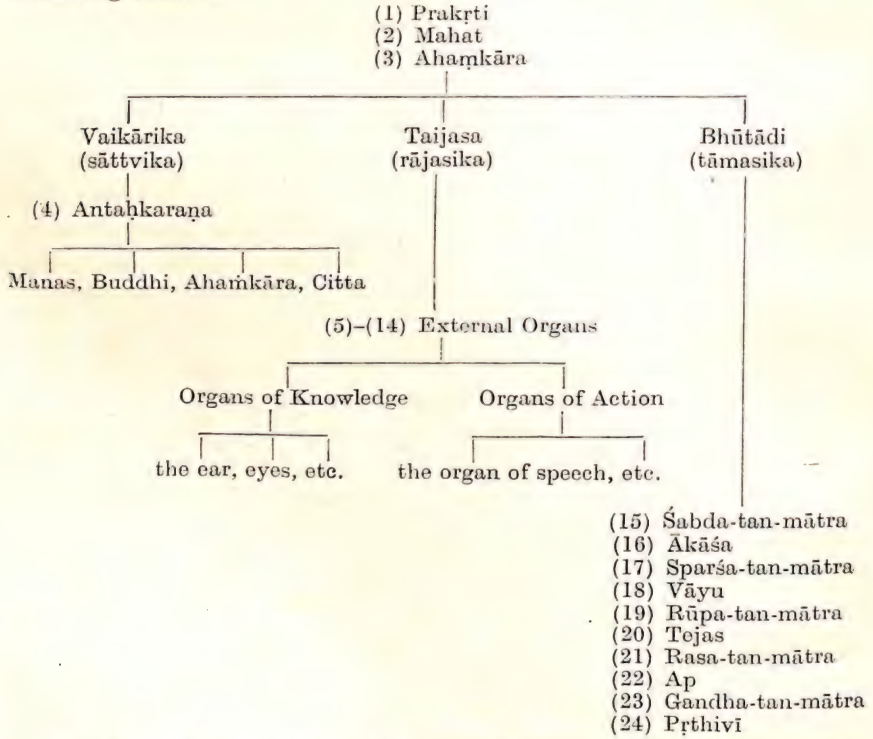 (1) Prakṛti
(2) Mahat
(3) Ahaṃkāra
Vaikārika Taijasa Bhūtādi
(sāttvika) (rājasika) (tāmasika)
(4) Antaḥkaraṇa
Manas, Buddhi, Ahaṁkāra, Citta
(5)–(14) External Organs
Organs of Knowledge Organs of Action
the ear, eyes, etc. the organ of speech, etc.
(15) Śabda-tan-mātra
(16) Ākāśa
(17) Sparśa-tan-mātra
(18) Vāyu
(19) Rūpa-tan-mātra
(20) Tejas
(21) Rasa-tan-mātra
(22) Ap
(23) Gandha-tan-mātra
(24) Pṛthivī